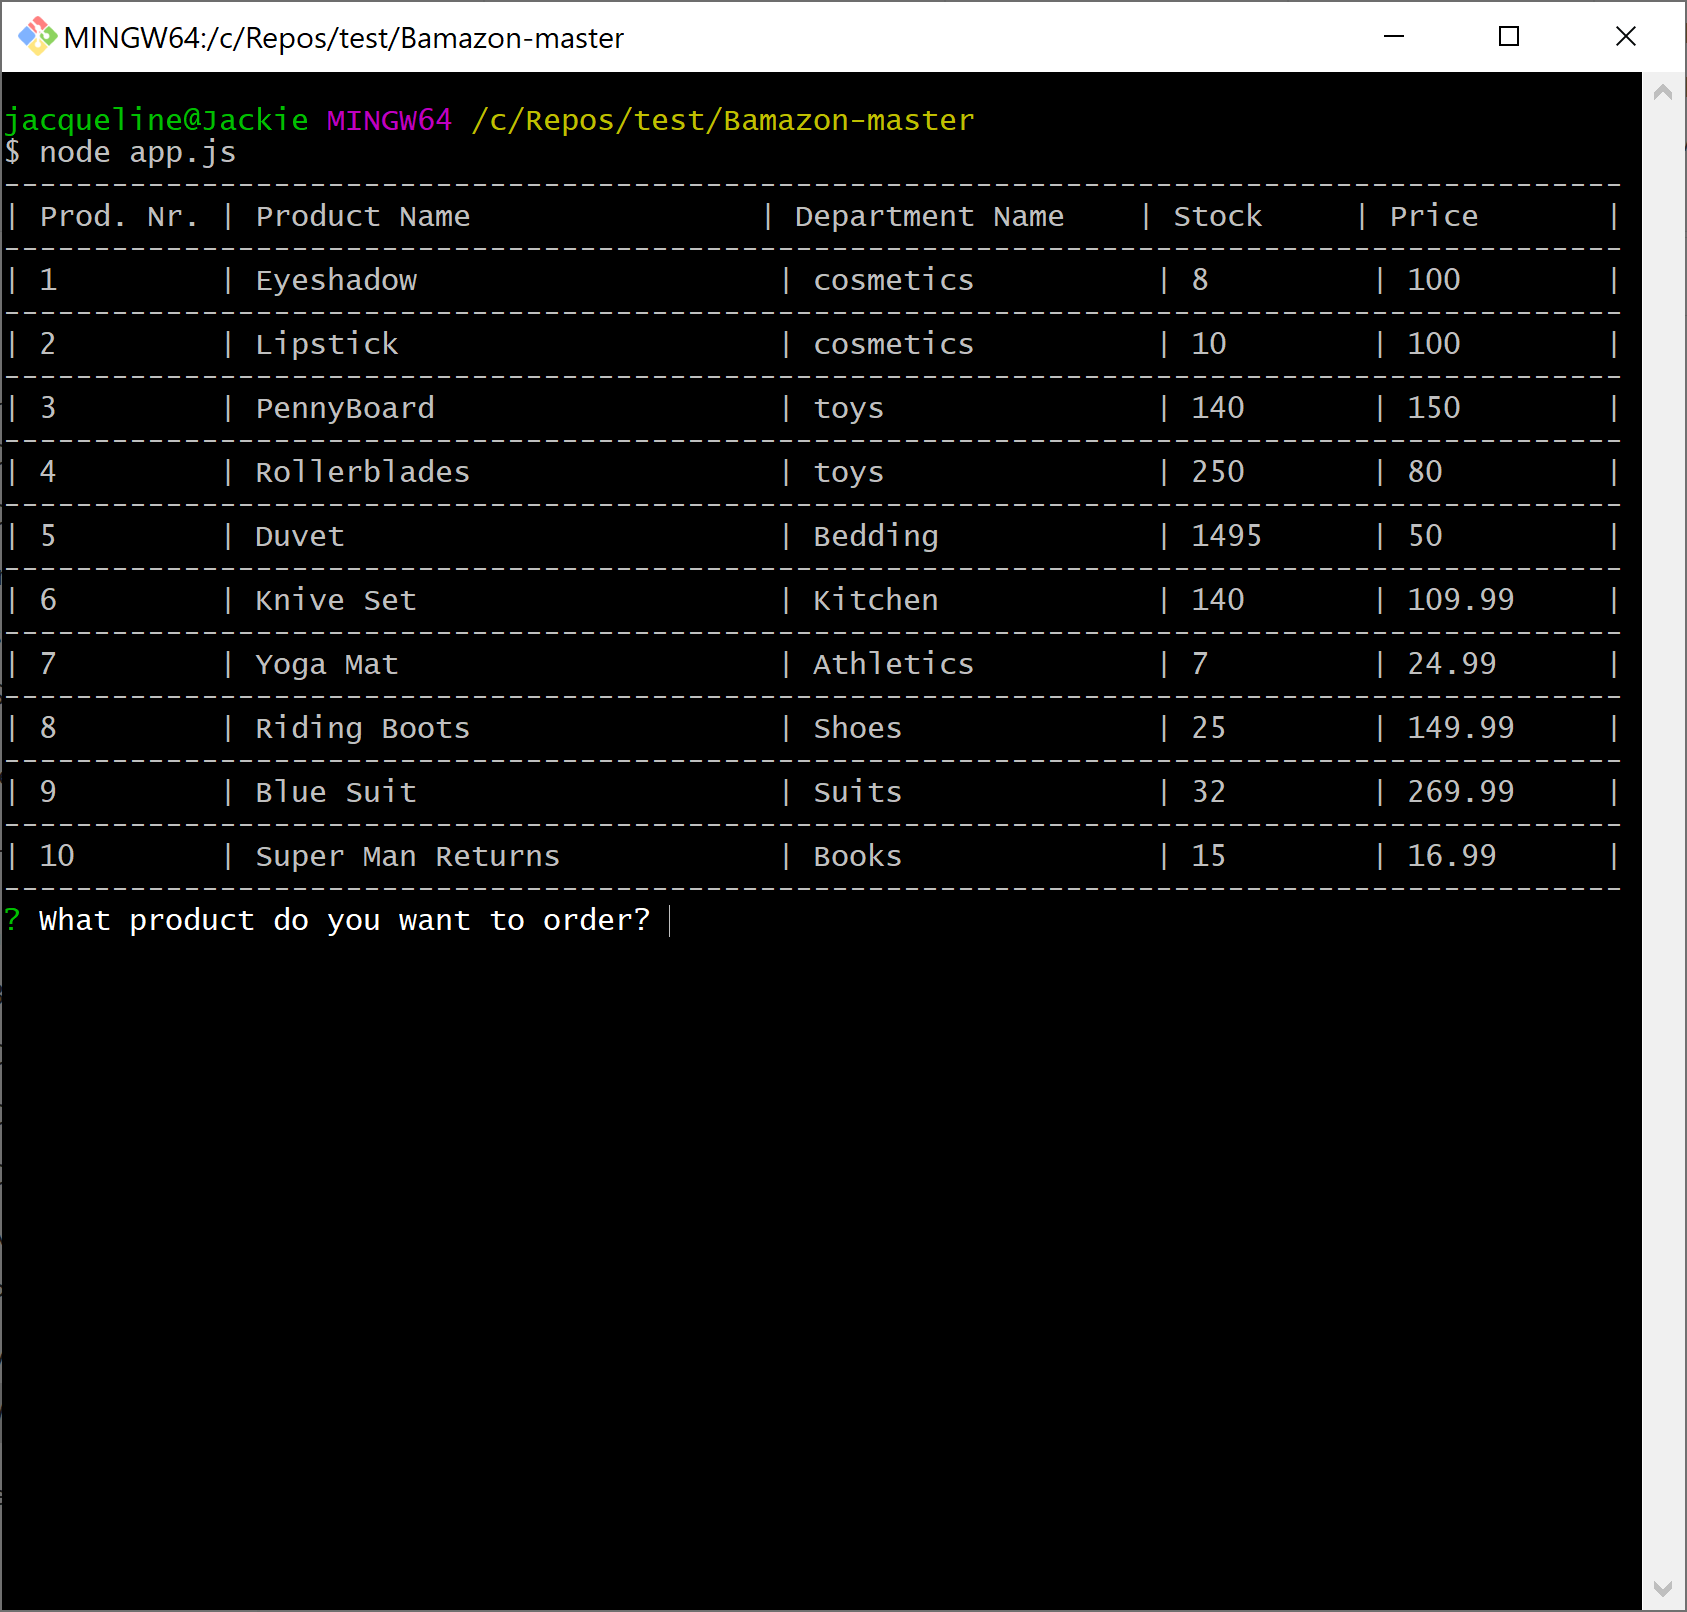 MINGW64:/c/Repos/test/Bamazon-master
jacqueline@Jackie MINGW64 /c/Repos/test/Bamazon-master
$ node app.js
------------------------------------------------------------------------------------------
| Prod. Nr. | Product Name                | Department Name    | Stock     | Price       |
------------------------------------------------------------------------------------------
| 1         | Eyeshadow                    | cosmetics          | 8         | 100        |
------------------------------------------------------------------------------------------
| 2         | Lipstick                     | cosmetics          | 10        | 100        |
------------------------------------------------------------------------------------------
| 3         | PennyBoard                   | toys               | 140       | 150        |
------------------------------------------------------------------------------------------
| 4         | Rollerblades                 | toys               | 250       | 80         |
------------------------------------------------------------------------------------------
| 5         | Duvet                        | Bedding            | 1495      | 50         |
------------------------------------------------------------------------------------------
| 6         | Knive Set                    | Kitchen            | 140       | 109.99     |
------------------------------------------------------------------------------------------
| 7         | Yoga Mat                     | Athletics          | 7         | 24.99      |
------------------------------------------------------------------------------------------
| 8         | Riding Boots                 | Shoes              | 25        | 149.99     |
------------------------------------------------------------------------------------------
| 9         | Blue Suit                    | Suits              | 32        | 269.99     |
------------------------------------------------------------------------------------------
| 10        | Super Man Returns            | Books              | 15        | 16.99      |
------------------------------------------------------------------------------------------
? What product do you want to order?